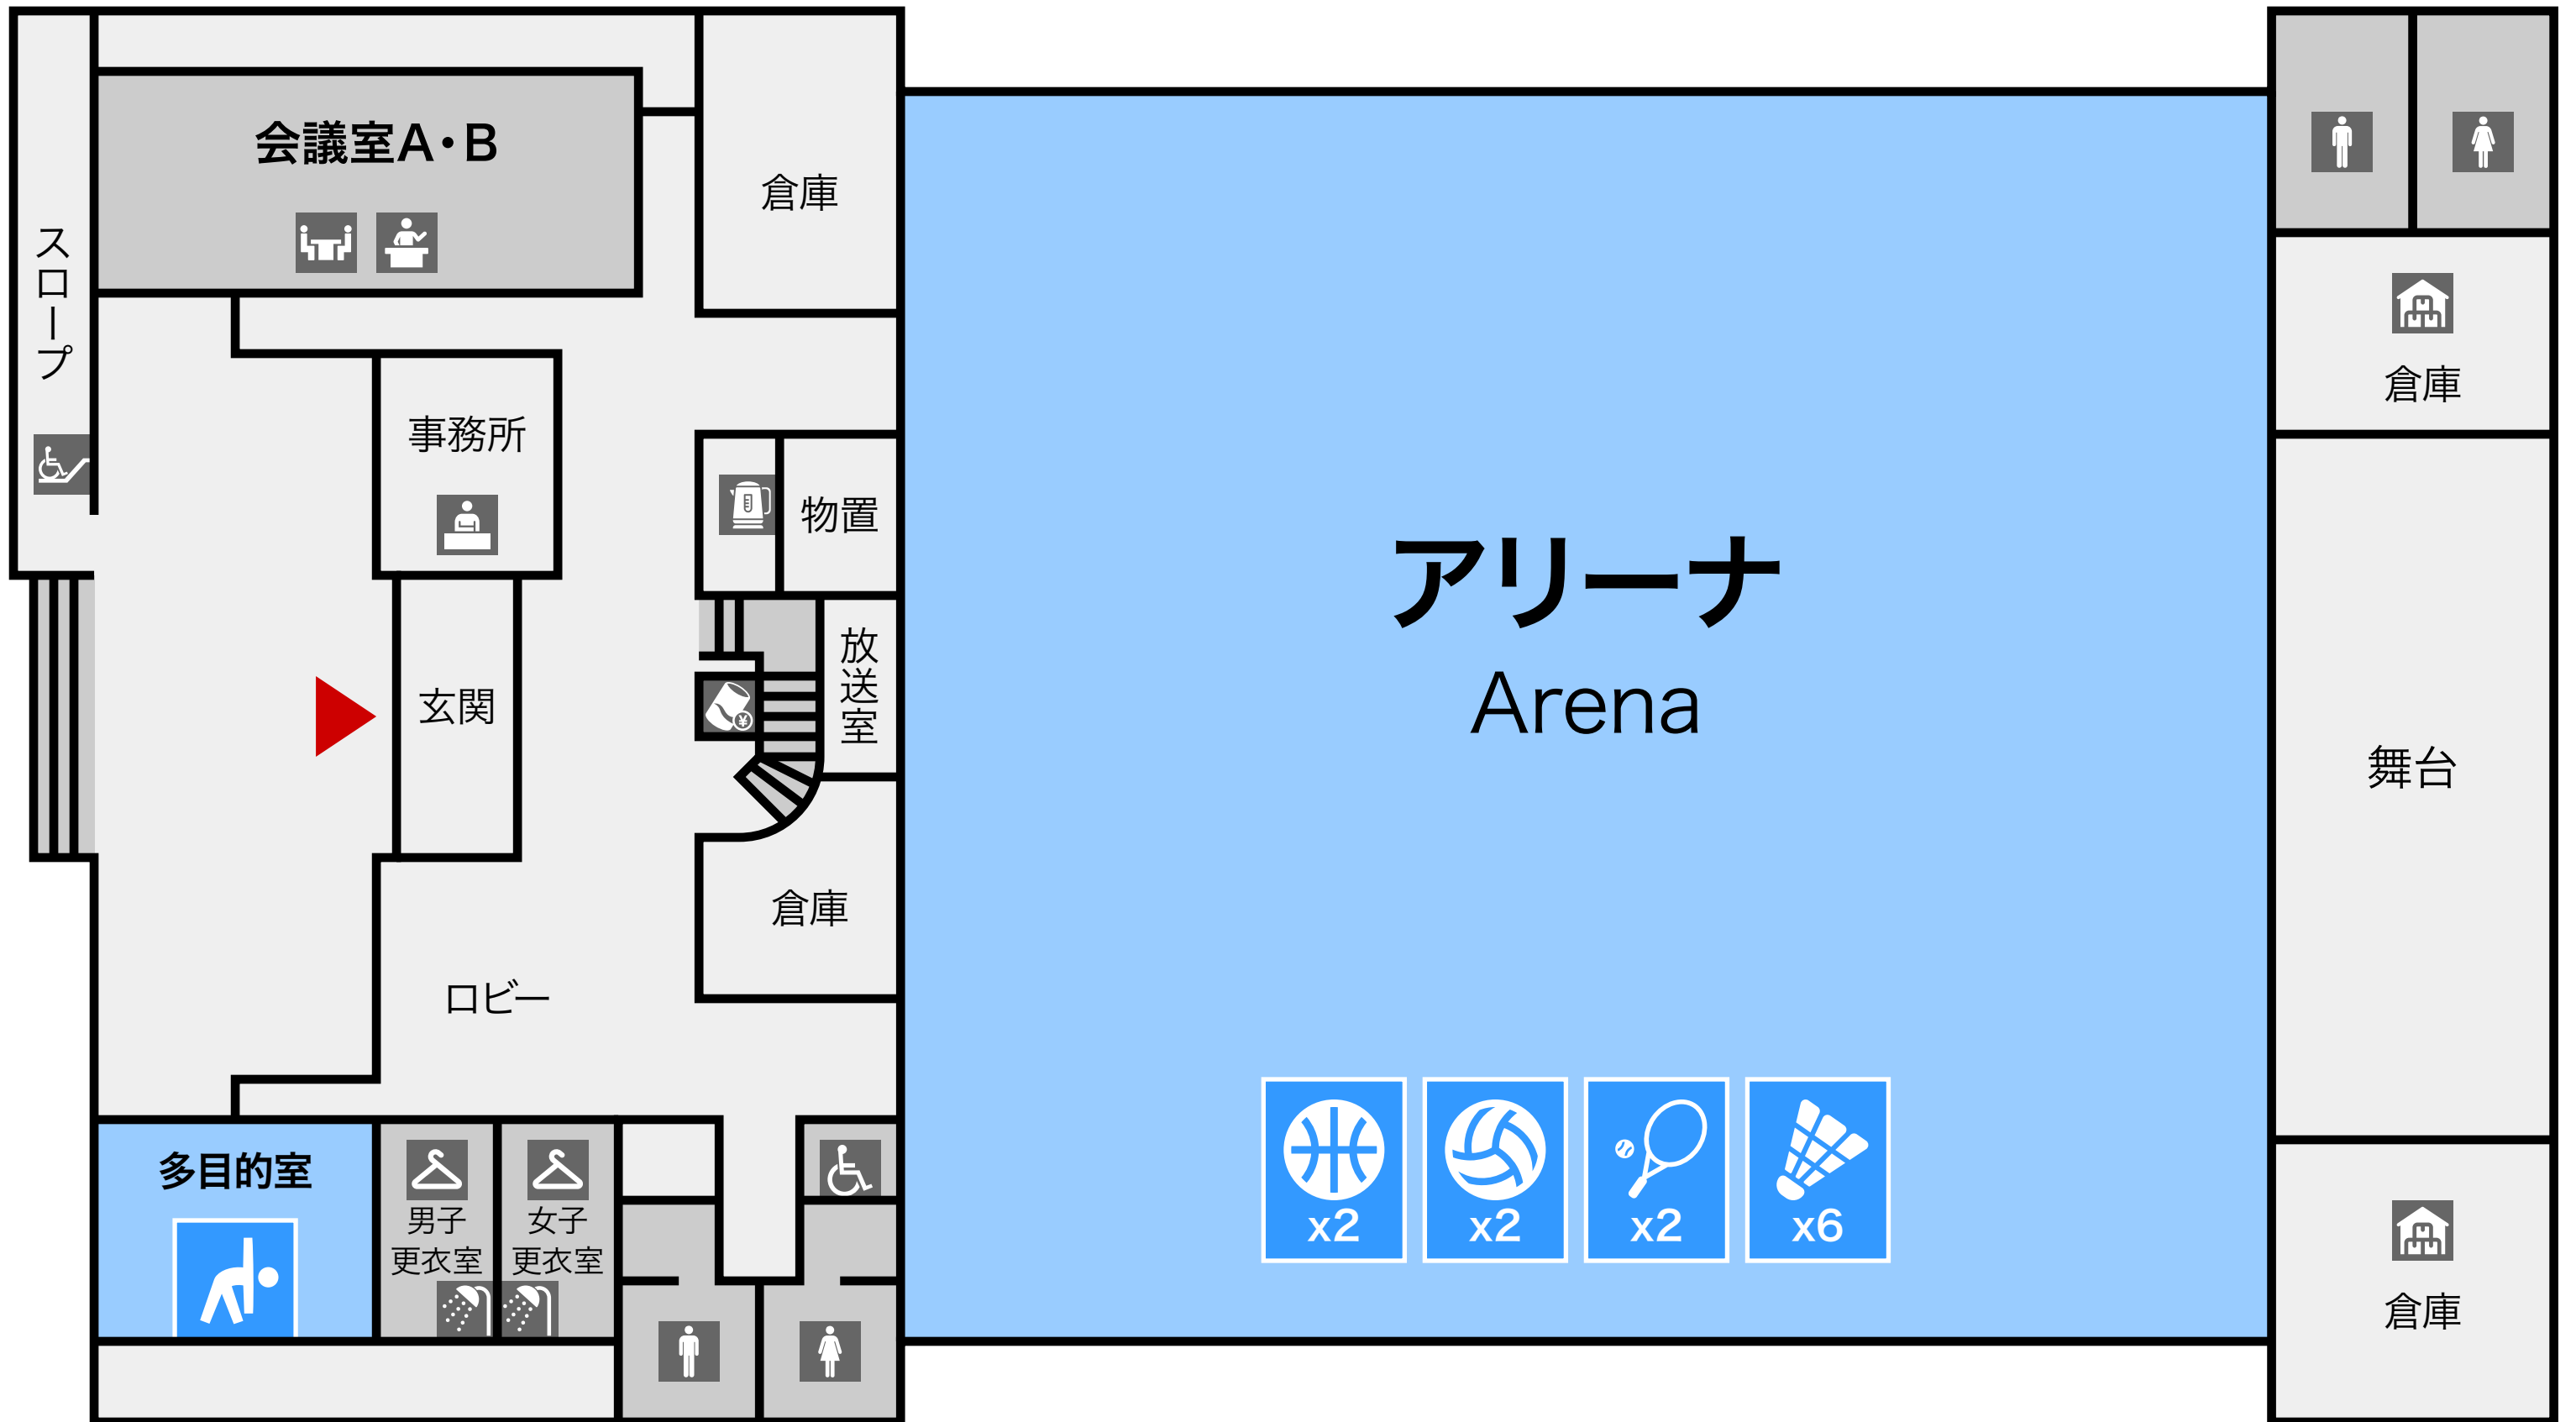 会議室A・B
スロープ
倉庫
事務所
物置
放送室
玄関
倉庫
ロビー
多目的室
男子
更衣室
女子
更衣室
アリーナ
Arena
x2
x2
x2
x6
倉庫
舞台
倉庫
¥